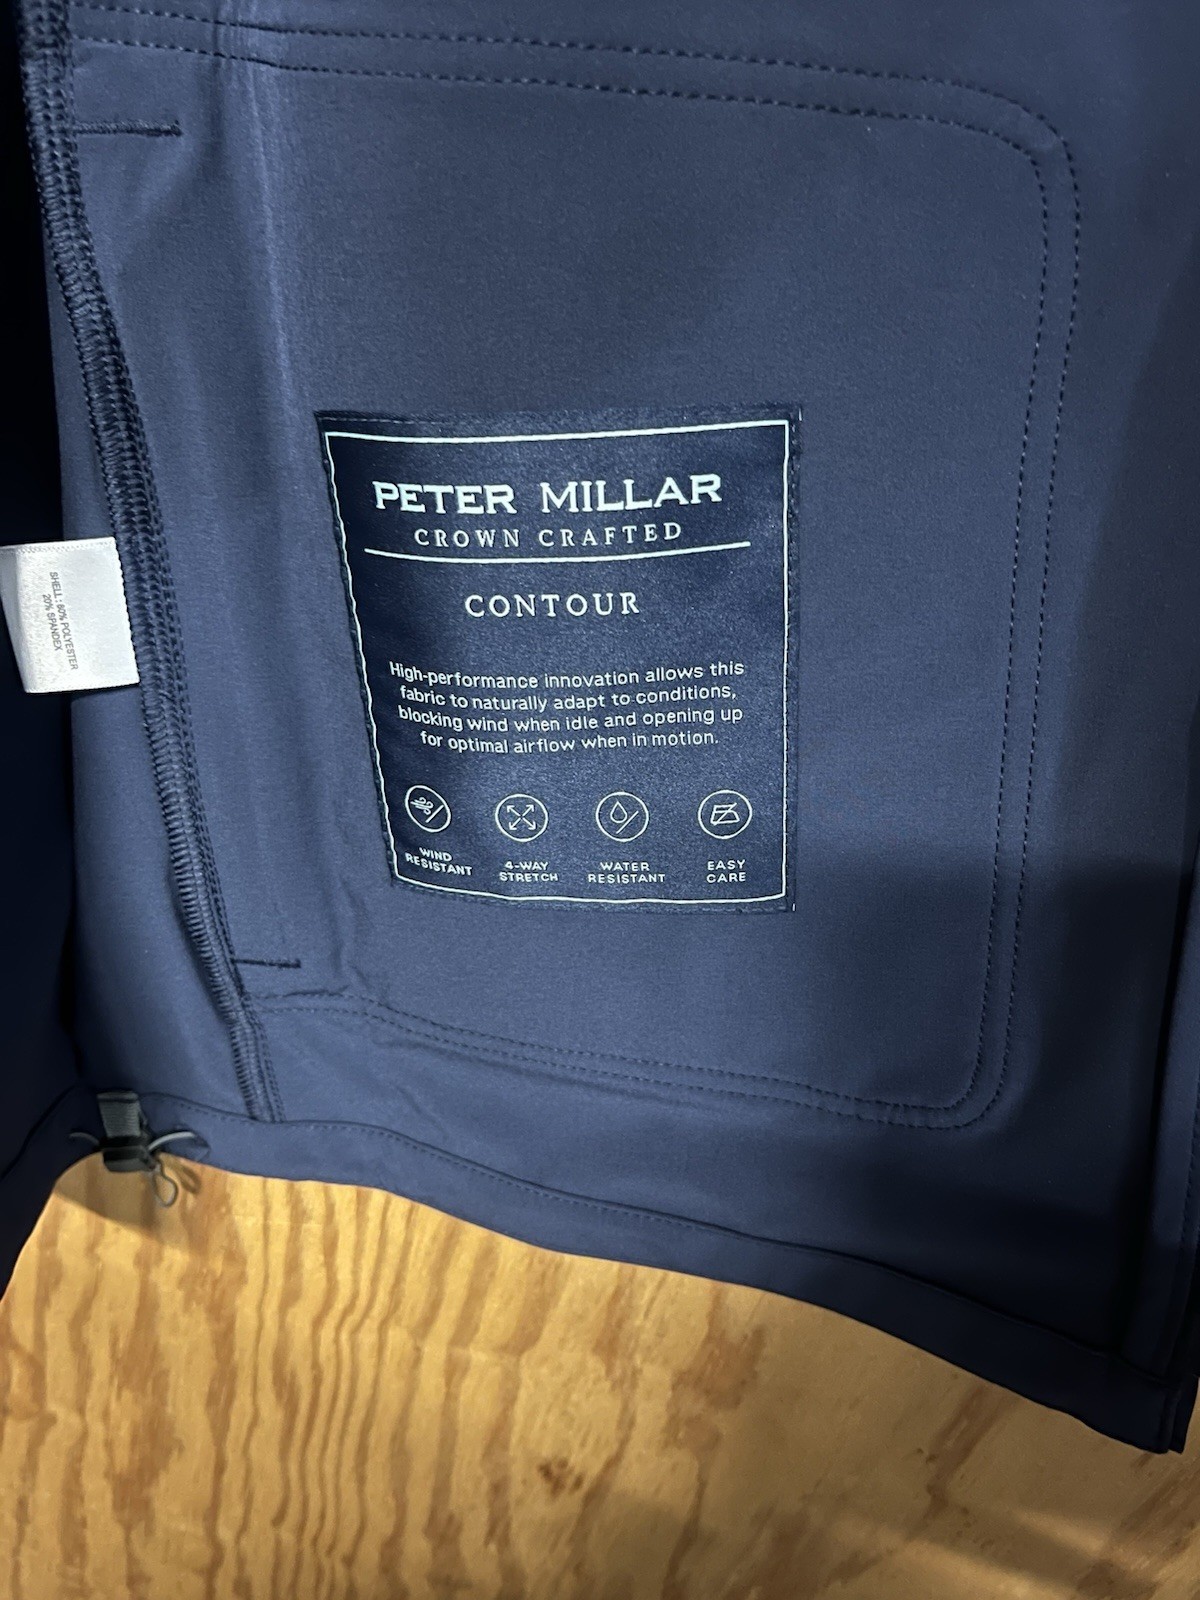 PETER MILLAR
CROWN CRAFTED
CONTOUR
High-performance innovation allows this
fabric to naturally adapt to conditions,
blocking wind when idle and opening up
for optimal airflow when in motion.
WIND
RESISTANT
4-WAY
STRETCH
WATER
RESISTANT
EASY
CARE
SHELL: 80% POLYESTER
20% SPANDEX